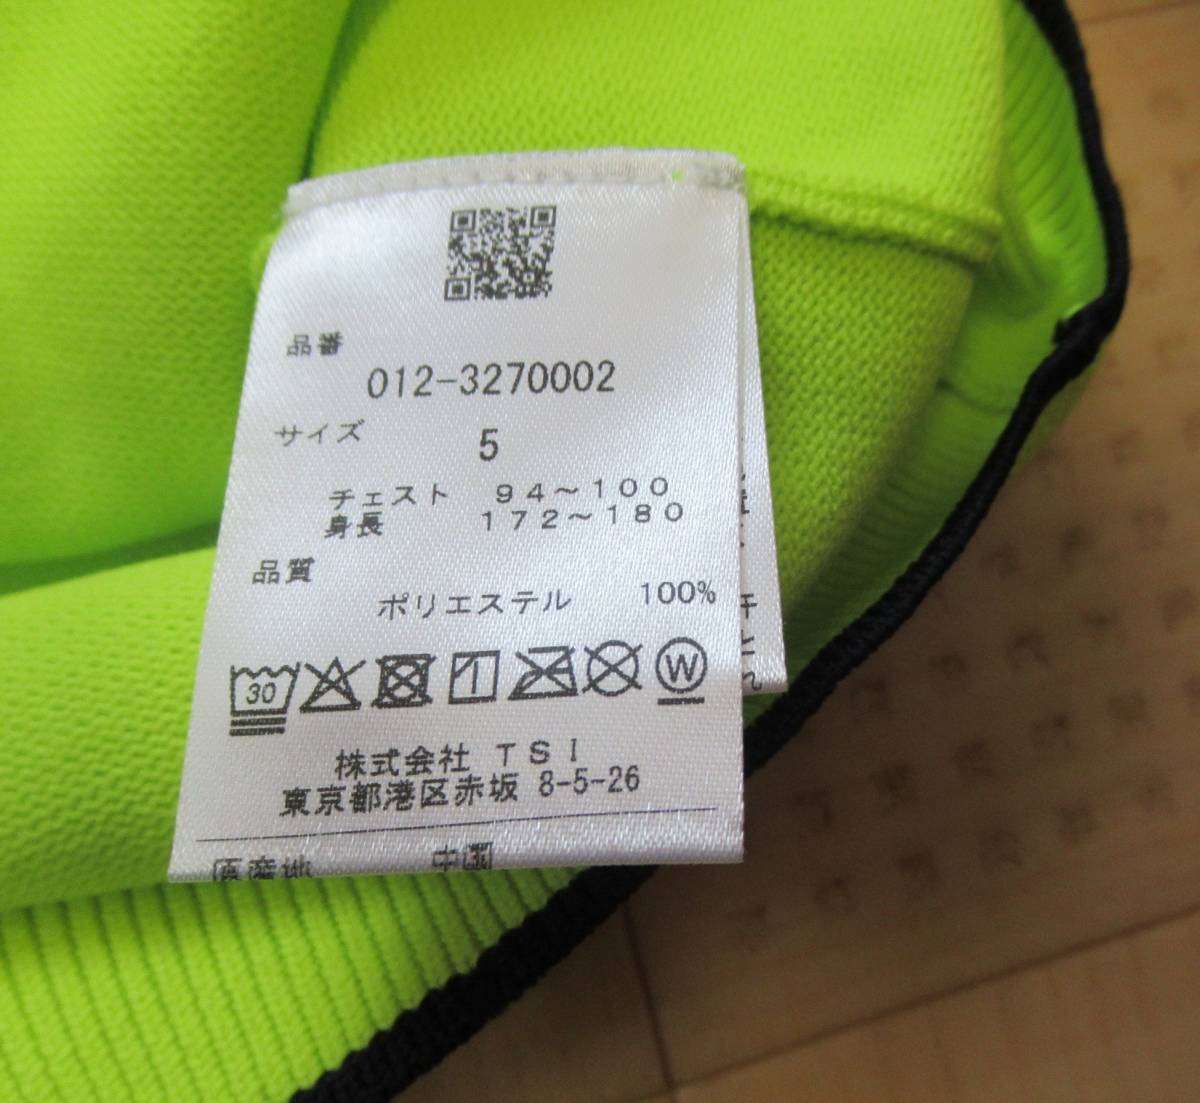 品番
012-3270002
サイズ 5
チェスト 94～100
身長 172～180
品質
ポリエステル 100%
30 W
株式会社 TSI
東京都港区赤坂 8-5-26
原産地 中国